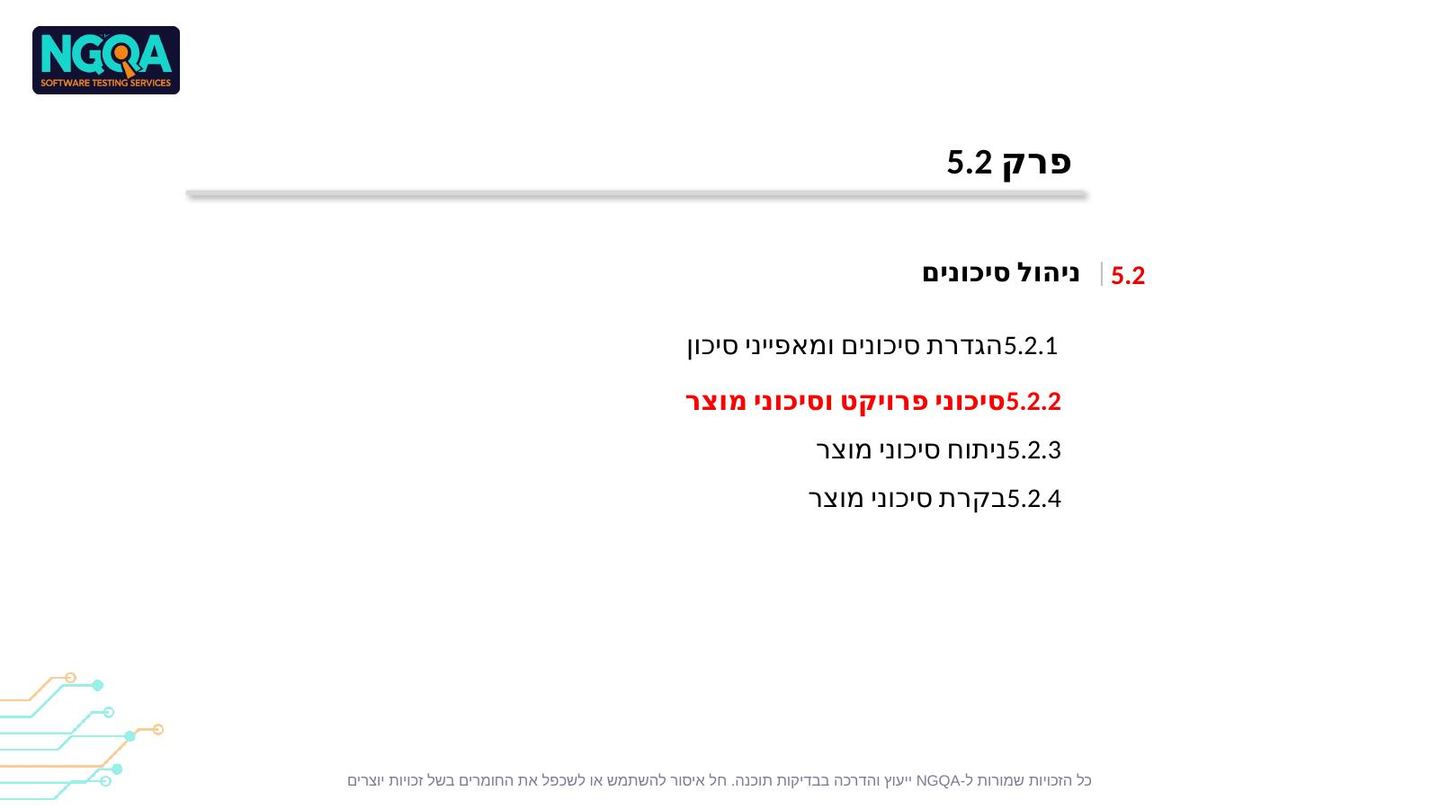 NGQA
SOFTWARE TESTING SERVICES
פרק 5.2
5.2 ניהול סיכונים
5.2.1הגדרת סיכונים ומאפייני סיכון
5.2.2סיכוני פרויקט וסיכוני מוצר
5.2.3ניתוח סיכוני מוצר
5.2.4בקרת סיכוני מוצר
כל הזכויות שמורות ל-NGQA ייעוץ והדרכה בבדיקות תוכנה. חל איסור להשתמש או לשכפל את החומרים בשל זכויות יוצרים